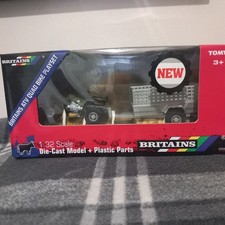 BRITAINS
BRITAINS ATV QUAD BIKE PLAYSET
NEW
TOMY
3+
1:32 Scale
Die-Cast Model + Plastic Parts
BRITAINS